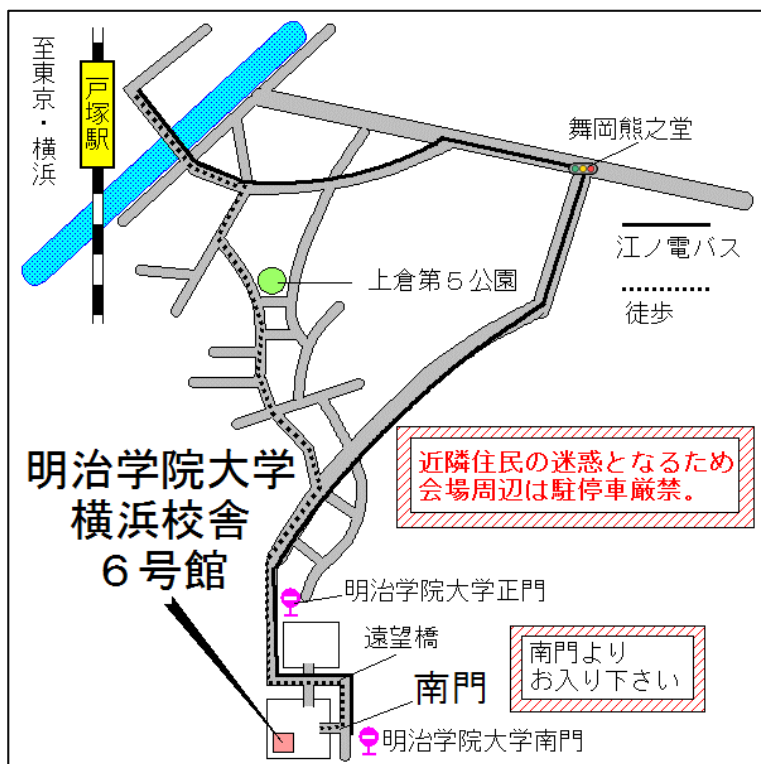 至東京・横浜
戸塚駅
舞岡熊之堂
江ノ電バス
上倉第５公園
徒歩
近隣住民の迷惑となるため
会場周辺は駐停車厳禁。
明治学院大学
横浜校舎
６号館
明治学院大学正門
遠望橋
南門より
お入り下さい
南門
明治学院大学南門